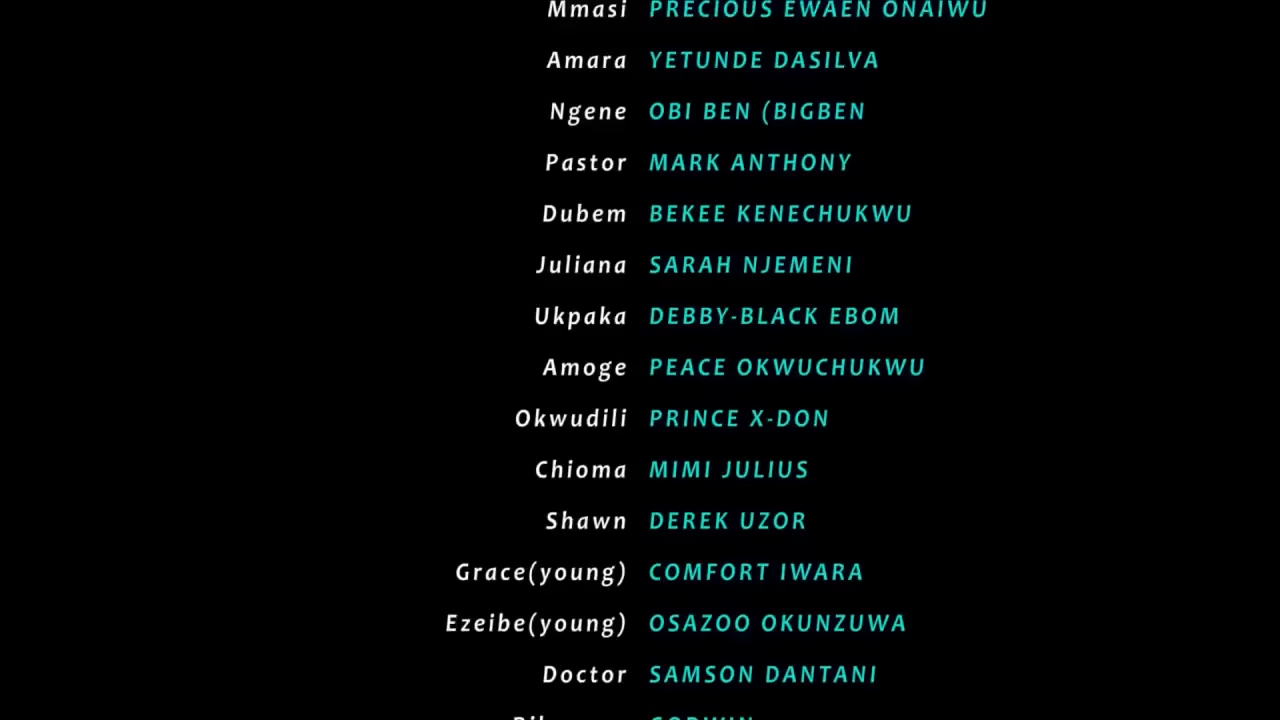 Mmasi PRECIOUS EWAEN ONAIWU
Amara YETUNDE DASILVA
Ngene OBI BEN (BIGBEN
Pastor MARK ANTHONY
Dubem BEKEE KENECHUKWU
Juliana SARAH NJEMENI
Ukpaka DEBBY-BLACK EBOM
Amoge PEACE OKWUCHUKWU
Okwudili PRINCE X-DON
Chioma MIMI JULIUS
Shawn DEREK UZOR
Grace(young) COMFORT IWARA
Ezeibe(young) OSAZOO OKUNZUWA
Doctor SAMSON DANTANI
GODWIN